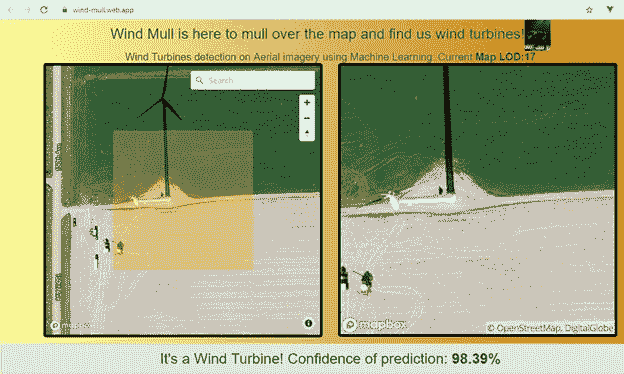 wind-mull.web.app
Wind Mull is here to mull over the map and find us wind turbines!
Wind Turbines detection on Aerial imagery using Machine Learning. Current Map LOD:17
Search
mapbox
mapbox
© OpenStreetMap, DigitalGlobe
It's a Wind Turbine! Confidence of prediction: 98.39%